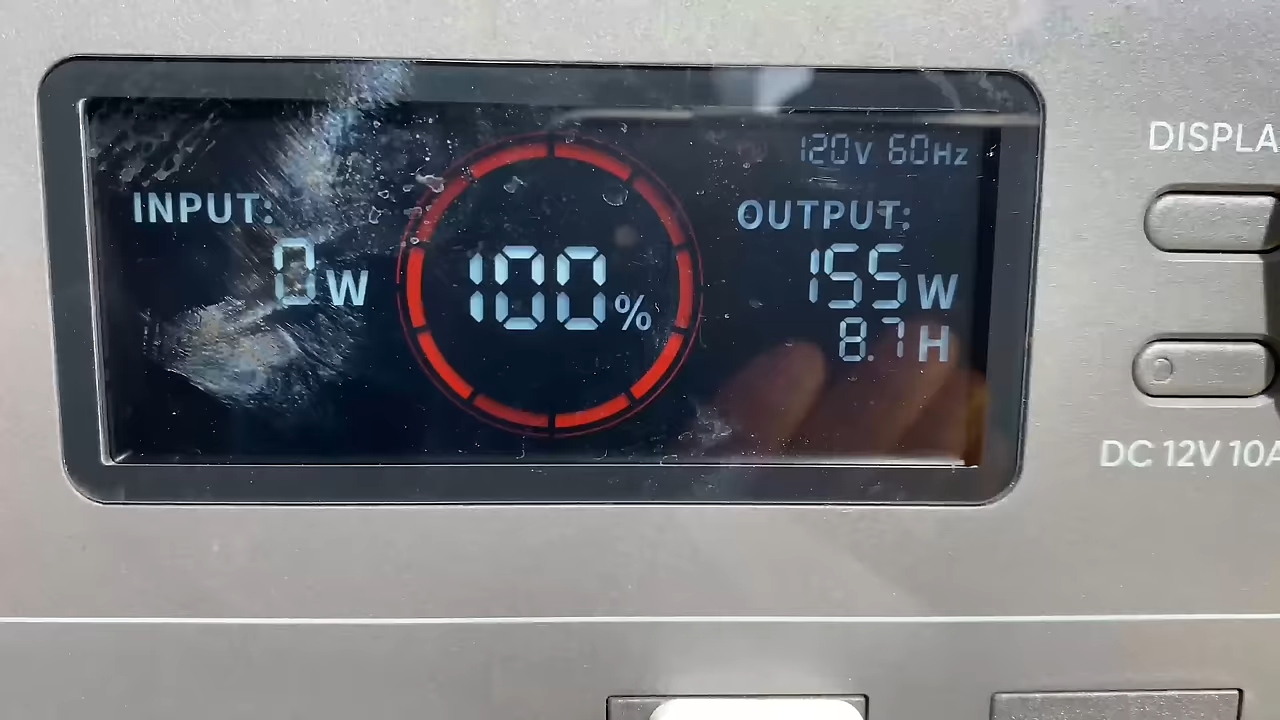 120V 60Hz
INPUT:
OUTPUT:
0W
100%
155W
8.7H
DISPLA
DC 12V 10A